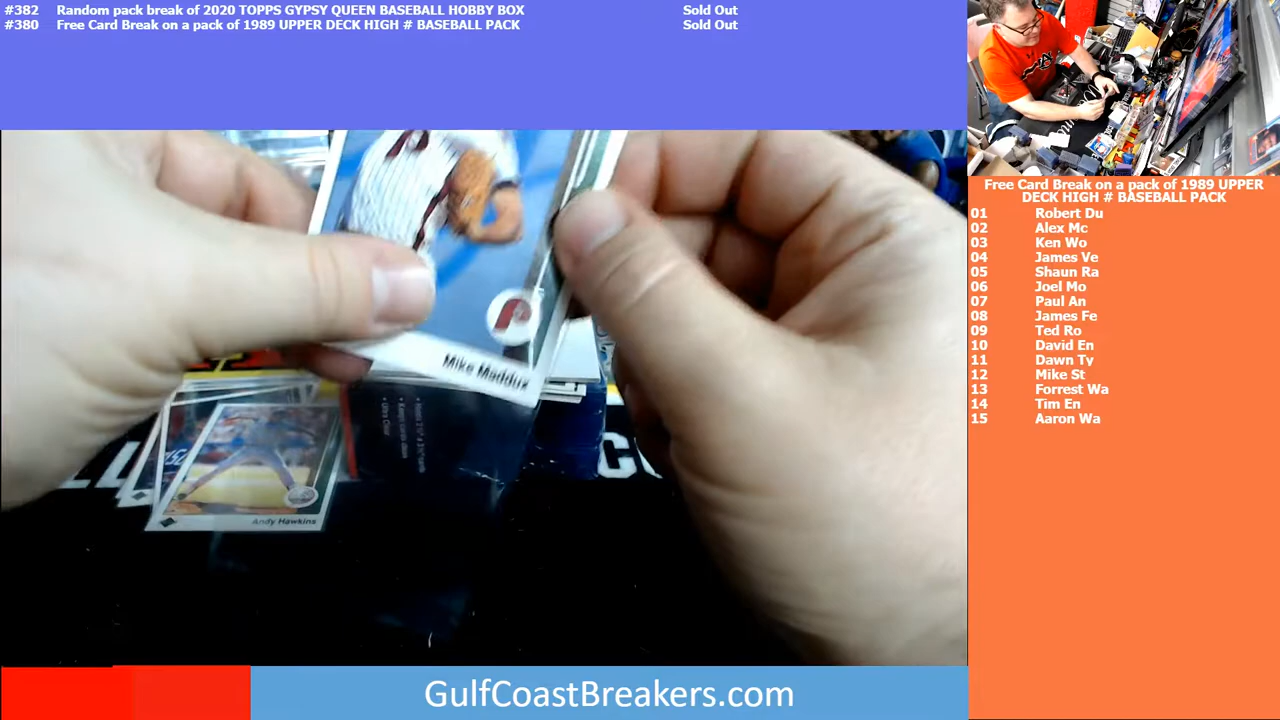 #382 Random pack break of 2020 TOPPS GYPSY QUEEN BASEBALL HOBBY BOX Sold Out
#380 Free Card Break on a pack of 1989 UPPER DECK HIGH # BASEBALL PACK Sold Out
Free Card Break on a pack of 1989 UPPER
DECK HIGH # BASEBALL PACK
01 Robert Du
02 Alex Mc
03 Ken Wo
04 James Ve
05 Shaun Ra
06 Joel Mo
07 Paul An
08 James Fe
09 Ted Ro
10 David En
11 Dawn Ty
12 Mike St
13 Forrest Wa
14 Tim En
15 Aaron Wa
Mike Maddux
Andy Hawkins
GulfCoastBreakers.com